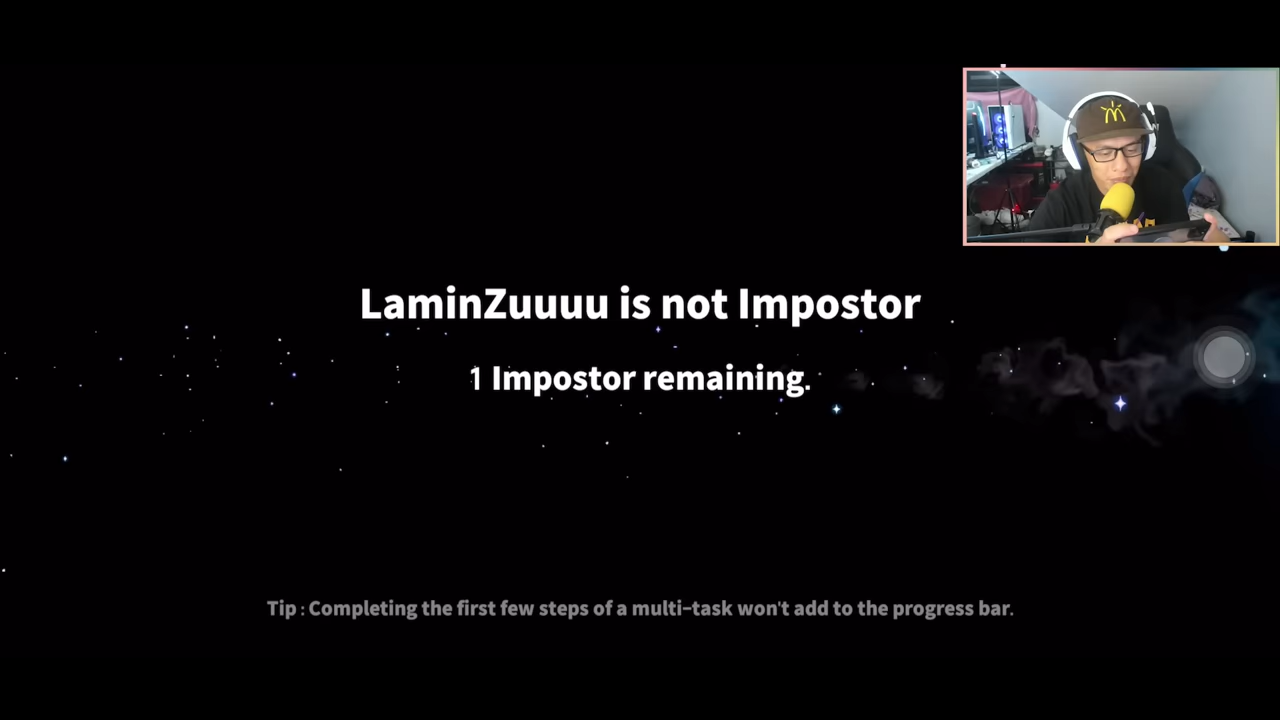 LaminZuuuu is not Impostor
1 Impostor remaining.
Tip : Completing the first few steps of a multi-task won't add to the progress bar.